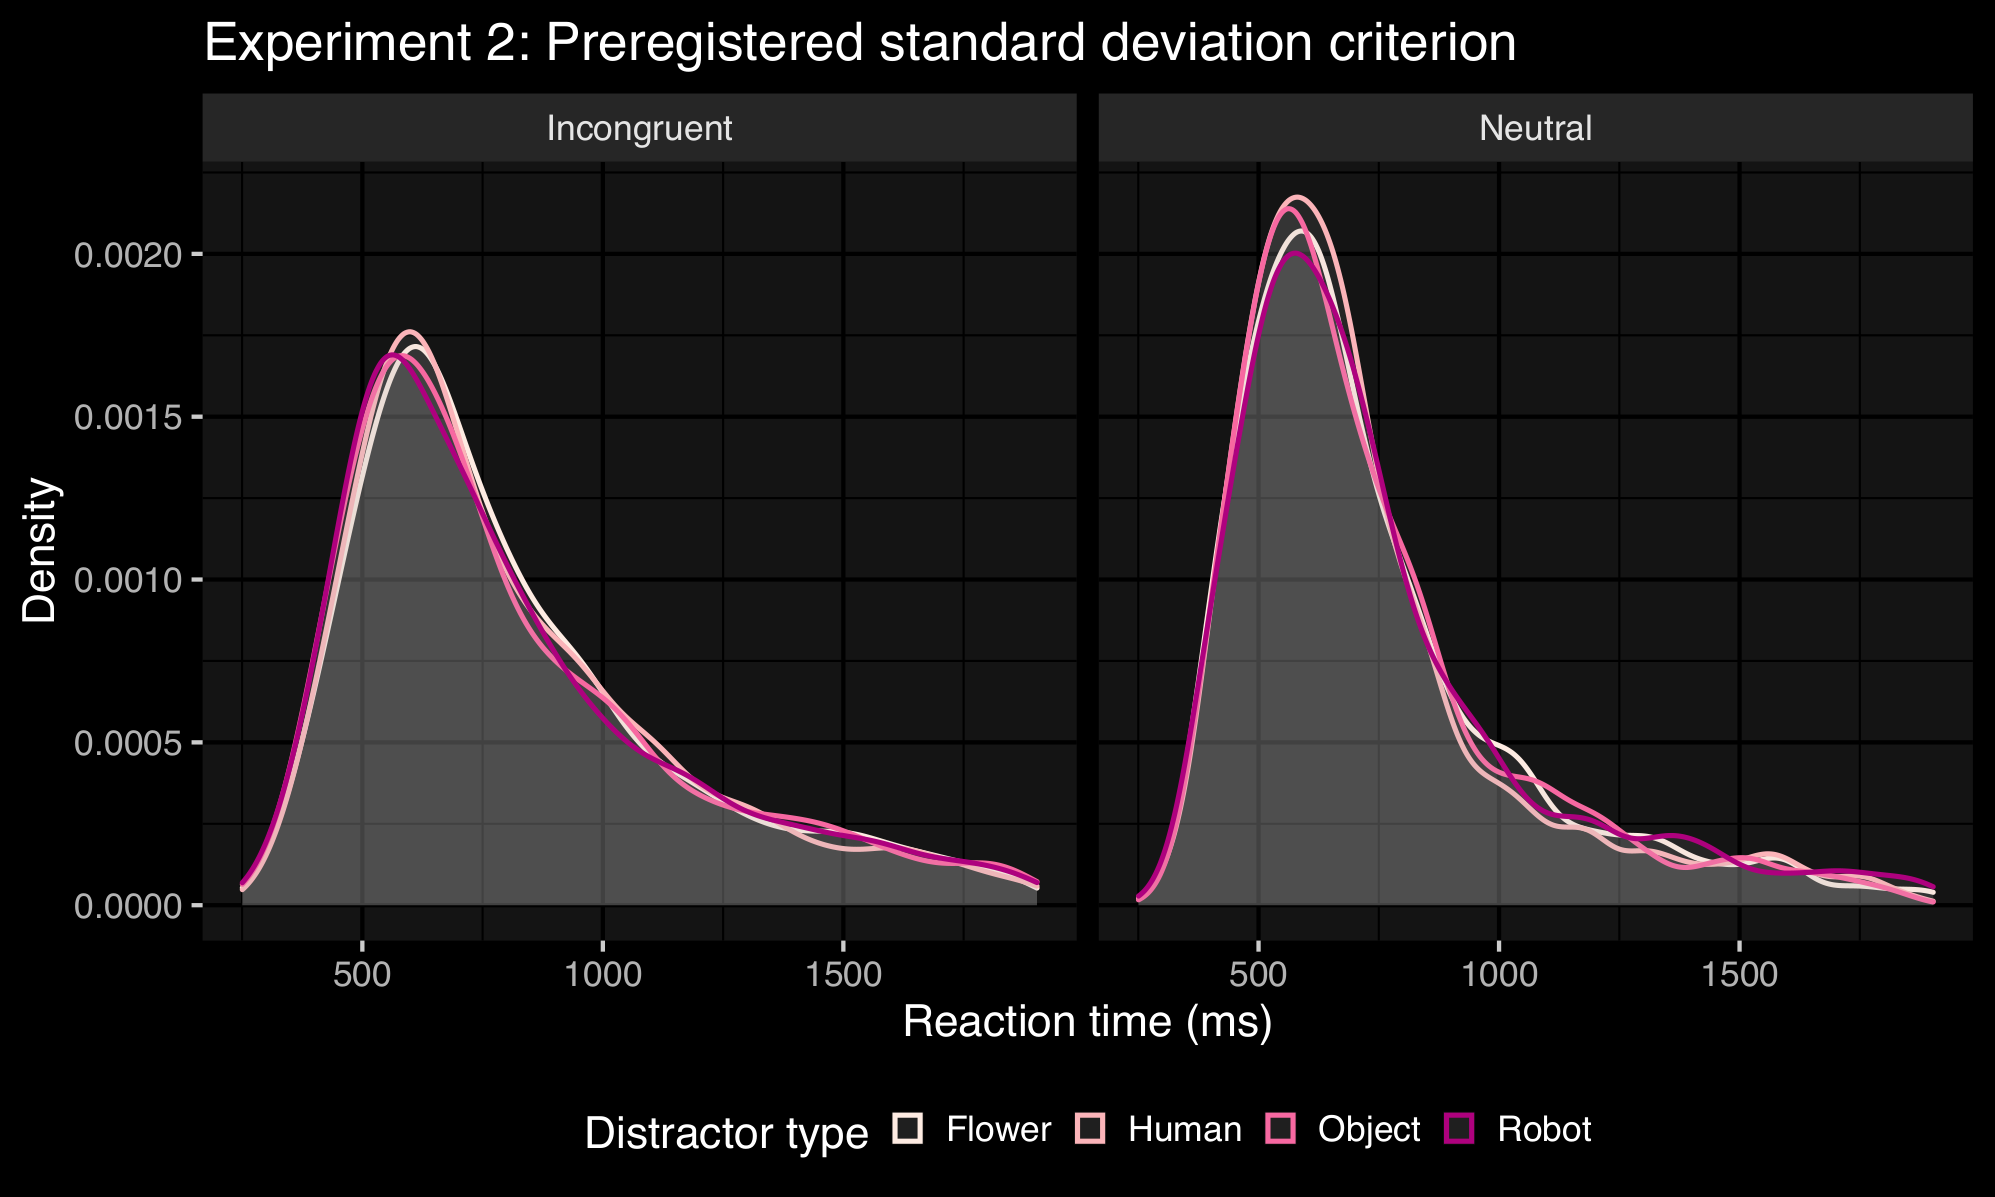 Experiment 2: Preregistered standard deviation criterion
Incongruent
Neutral
Density
0.0020
0.0015
0.0010
0.0005
0.0000
500 1000 1500
500 1000 1500
Reaction time (ms)
Distractor type Flower Human Object Robot